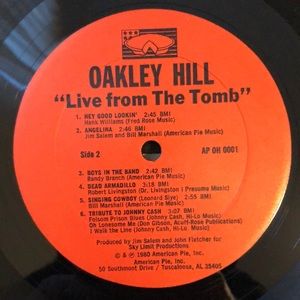 OAKLEY HILL
"Live from The Tomb"
1. HEY GOOD LOOKIN' 2:45 BMI
Hank Williams (Fred Rose Music)
2. ANGELINA 2:46 BMI
Jim Salem and Bill Marshall (American Pie Music)
Side 2
AP OH 0001
3. BOYS IN THE BAND 2:42 BMI
Randy Branch (American Pie Music)
4. DEAD ARMADILLO 3:18 BMI
Robert Livingston (Dr. Livingston I Presume Music)
5. SINGING COWBOY (Leonard Slye) 2:55 BMI
Bill Marshall (American Pie Music)
6. TRIBUTE TO JOHNNY CASH 3:07 BMI
Folsom Prison Blues (Johnny Cash, Hi-Lo Music)
Oh Lonesome Me (Don Gibson, Acuff-Rose Publications)
I Walk the Line (Johnny Cash, Hi-Lo Music)
Produced by Jim Salem and John Fletcher for
Sky Limit Productions
© & ℗ 1980 American Pie, Inc.
American Pie, Inc.
50 Southmont Drive / Tuscaloosa, AL 35405